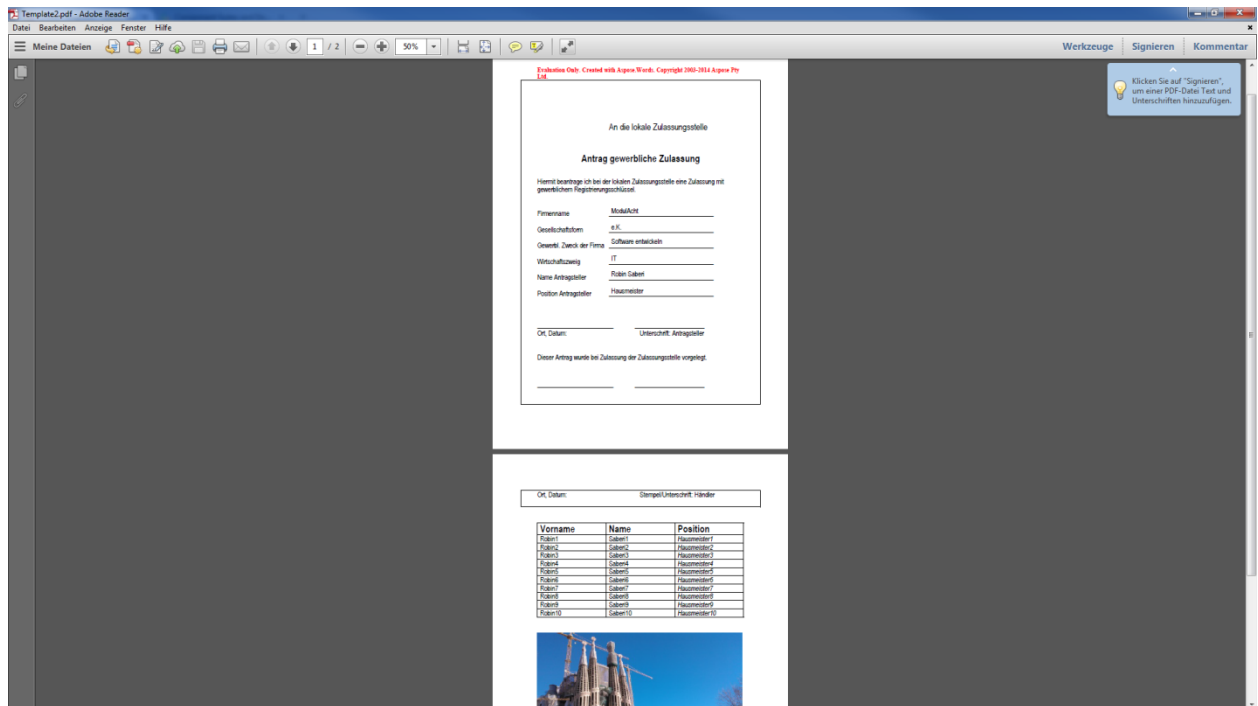 Template2.pdf - Adobe Reader
Datei Bearbeiten Anzeige Fenster Hilfe
Meine Dateien 1 / 2 50% Werkzeuge Signieren Kommentar
Klicken Sie auf "Signieren",
um einer PDF-Datei Text und
Unterschriften hinzuzufügen.
Evaluation Only. Created with Aspose.Words. Copyright 2003-2014 Aspose Pty
Ltd.
An die lokale Zulassungsstelle
Antrag gewerbliche Zulassung
Hiermit beantrage ich bei der lokalen Zulassungsstelle eine Zulassung mit
gewerblichem Registrierungsschlüssel.
Firmenname ModulAcht
Gesellschaftsform e.K.
Gewerbl. Zweck der Firma Software entwickeln
Wirtschaftszweig IT
Name Antragsteller Robin Saberi
Position Antragsteller Hausmeister
Ort, Datum: Unterschrift: Antragsteller
Dieser Antrag wurde bei Zulassung der Zulassungsstelle vorgelegt.
Ort, Datum: Stempel/Unterschrift: Händler
Vorname Name Position
Robin1 Saberi1 Hausmeister1
Robin2 Saberi2 Hausmeister2
Robin3 Saberi3 Hausmeister3
Robin4 Saberi4 Hausmeister4
Robin5 Saberi5 Hausmeister5
Robin6 Saberi6 Hausmeister6
Robin7 Saberi7 Hausmeister7
Robin8 Saberi8 Hausmeister8
Robin9 Saberi9 Hausmeister9
Robin10 Saberi10 Hausmeister10